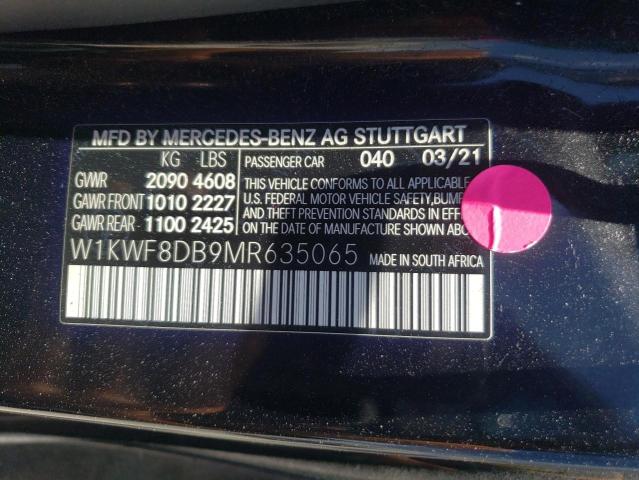 MFD BY MERCEDES-BENZ AG STUTTGART
KG LBS PASSENGER CAR 040 03/21
GVWR 2090 4608 THIS VEHICLE CONFORMS TO ALL APPLICABLE
GAWR FRONT 1010 2227 U.S. FEDERAL MOTOR VEHICLE SAFETY,
GAWR REAR 1100 2425 AND THEFT PREVENTION STANDARDS IN
ON THE DATE OF MANUFACTURE SHOWN
W1KWF8DB9MR635065 MADE IN SOUTH AFRICA